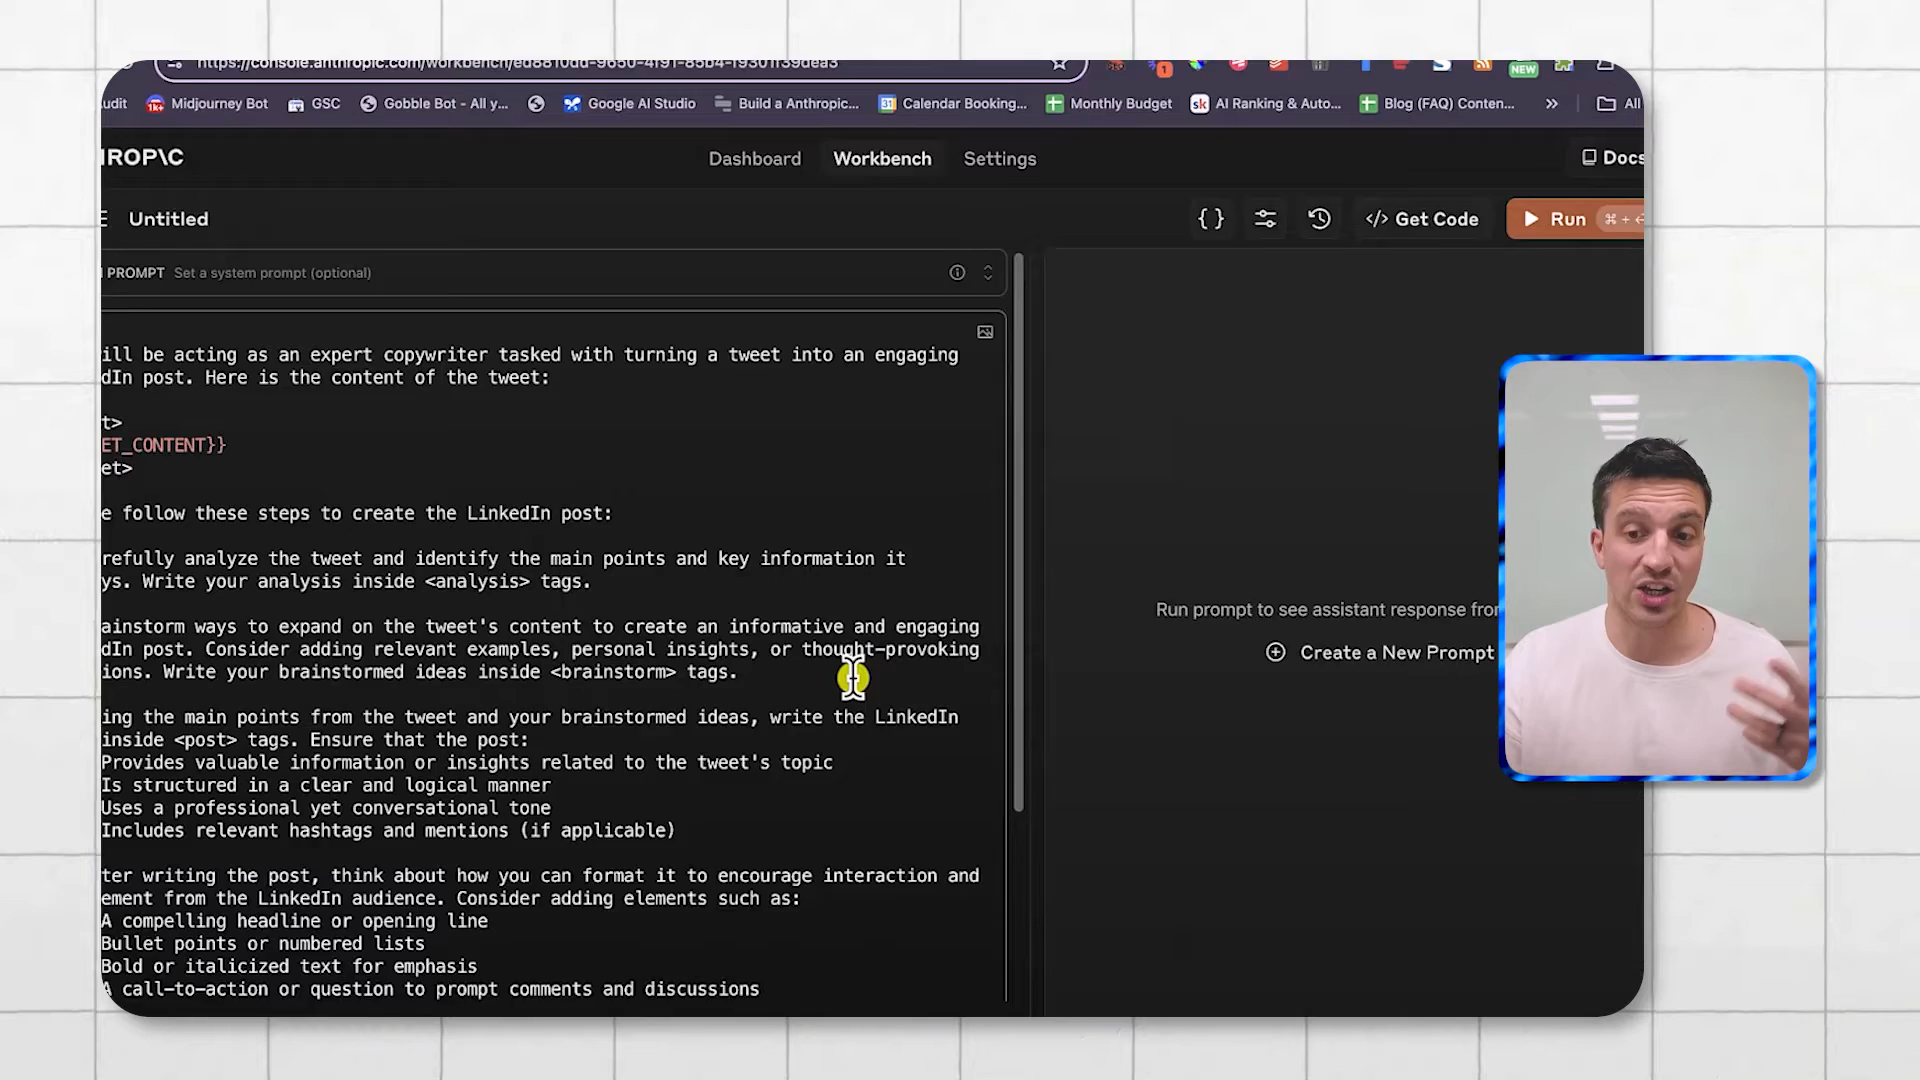 https://console.anthropic.com/workbench/ed8810dd-9650-4f91-85b4-f9301f39dea3
udit Midjourney Bot GSC Gobble Bot - All y... Google AI Studio Build a Anthropic... Calendar Booking... Monthly Budget AI Ranking & Auto... Blog (FAQ) Conten... » All
1
NEW
1k+
31
sk
ROP\C
Dashboard Workbench Settings
Docs
Untitled
{ } </> Get Code Run ⌘ +
PROMPT Set a system prompt (optional)
ill be acting as an expert copywriter tasked with turning a tweet into an engaging
dIn post. Here is the content of the tweet:
t>
ET_CONTENT}}
et>
e follow these steps to create the LinkedIn post:
refully analyze the tweet and identify the main points and key information it
ys. Write your analysis inside <analysis> tags.
ainstorm ways to expand on the tweet's content to create an informative and engaging
dIn post. Consider adding relevant examples, personal insights, or thought-provoking
ions. Write your brainstormed ideas inside <brainstorm> tags.
ing the main points from the tweet and your brainstormed ideas, write the LinkedIn
inside <post> tags. Ensure that the post:
Provides valuable information or insights related to the tweet's topic
Is structured in a clear and logical manner
Uses a professional yet conversational tone
Includes relevant hashtags and mentions (if applicable)
ter writing the post, think about how you can format it to encourage interaction and
ement from the LinkedIn audience. Consider adding elements such as:
A compelling headline or opening line
Bullet points or numbered lists
Bold or italicized text for emphasis
A call-to-action or question to prompt comments and discussions
Run prompt to see assistant response fro
Create a New Prompt